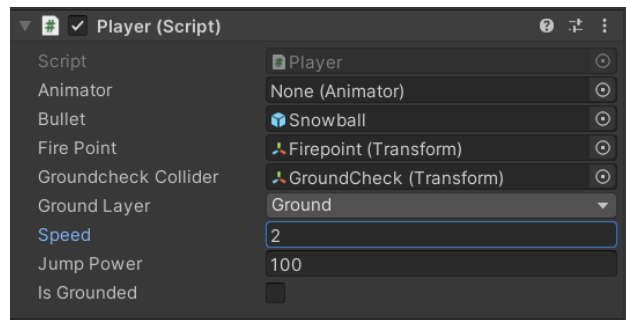 Player (Script)
Script Player
Animator None (Animator)
Bullet Snowball
Fire Point Firepoint (Transform)
Groundcheck Collider GroundCheck (Transform)
Ground Layer Ground
Speed 2
Jump Power 100
Is Grounded